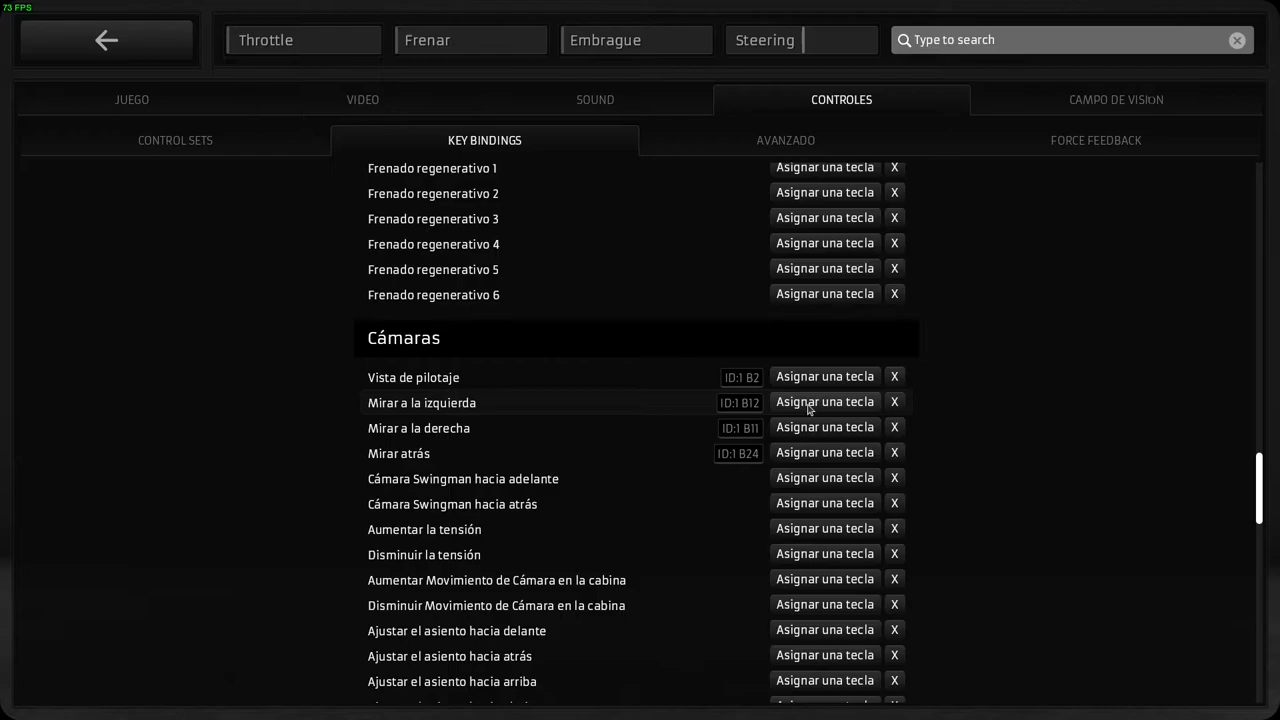 73 FPS
Throttle Frenar Embrague Steering Type to search
JUEGO VIDEO SOUND CONTROLES CAMPO DE VISION
CONTROL SETS KEY BINDINGS AVANZADO FORCE FEEDBACK
Frenado regenerativo 1 Asignar una tecla X
Frenado regenerativo 2 Asignar una tecla X
Frenado regenerativo 3 Asignar una tecla X
Frenado regenerativo 4 Asignar una tecla X
Frenado regenerativo 5 Asignar una tecla X
Frenado regenerativo 6 Asignar una tecla X
Cámaras
Vista de pilotaje ID:1 B2 Asignar una tecla X
Mirar a la izquierda ID:1 B12 Asignar una tecla X
Mirar a la derecha ID:1 B11 Asignar una tecla X
Mirar atrás ID:1 B24 Asignar una tecla X
Cámara Swingman hacia adelante Asignar una tecla X
Cámara Swingman hacia atrás Asignar una tecla X
Aumentar la tensión Asignar una tecla X
Disminuir la tensión Asignar una tecla X
Aumentar Movimiento de Cámara en la cabina Asignar una tecla X
Disminuir Movimiento de Cámara en la cabina Asignar una tecla X
Ajustar el asiento hacia delante Asignar una tecla X
Ajustar el asiento hacia atrás Asignar una tecla X
Ajustar el asiento hacia arriba Asignar una tecla X